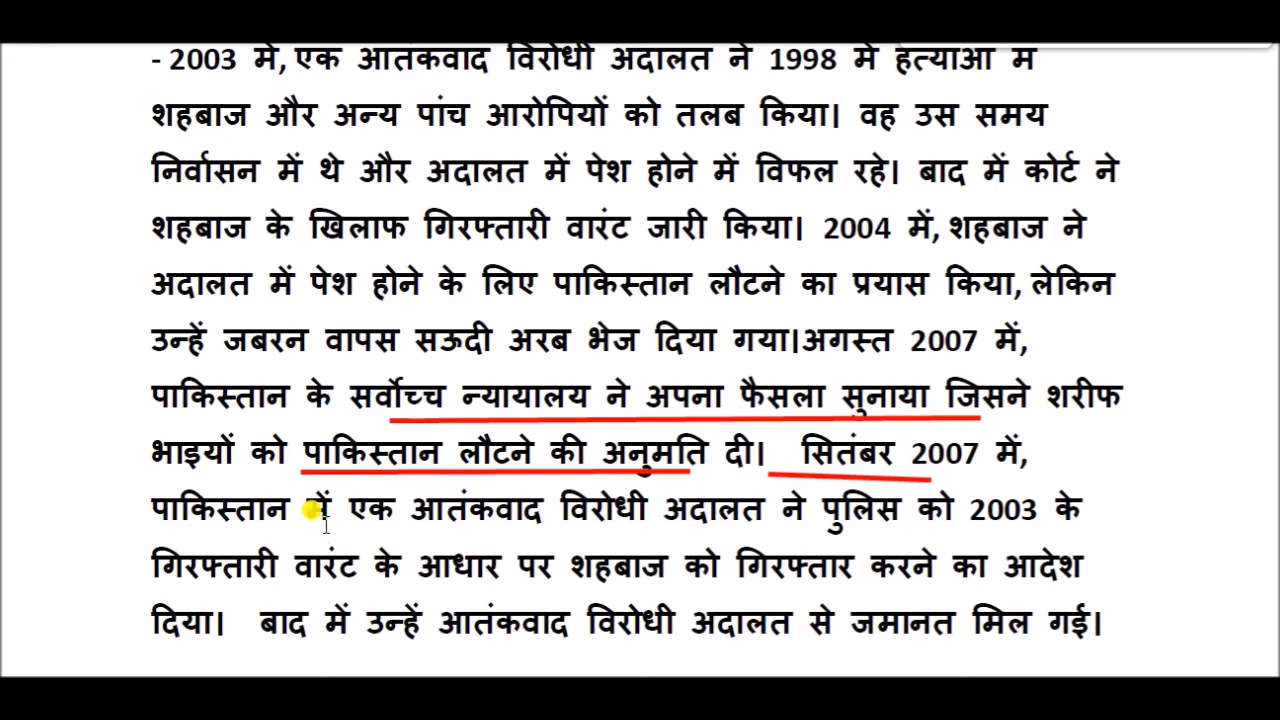 - 2003 में, एक आतंकवाद विरोधी अदालत ने 1998 में हत्याओं में
शहबाज और अन्य पांच आरोपियों को तलब किया। वह उस समय
निर्वासन में थे और अदालत में पेश होने में विफल रहे। बाद में कोर्ट ने
शहबाज के खिलाफ गिरफ्तारी वारंट जारी किया। 2004 में, शहबाज ने
अदालत में पेश होने के लिए पाकिस्तान लौटने का प्रयास किया, लेकिन
उन्हें जबरन वापस सऊदी अरब भेज दिया गया।अगस्त 2007 में,
पाकिस्तान के सर्वोच्च न्यायालय ने अपना फैसला सुनाया जिसने शरीफ
भाइयों को पाकिस्तान लौटने की अनुमति दी। सितंबर 2007 में,
पाकिस्तान में एक आतंकवाद विरोधी अदालत ने पुलिस को 2003 के
गिरफ्तारी वारंट के आधार पर शहबाज को गिरफ्तार करने का आदेश
दिया। बाद में उन्हें आतंकवाद विरोधी अदालत से जमानत मिल गई।